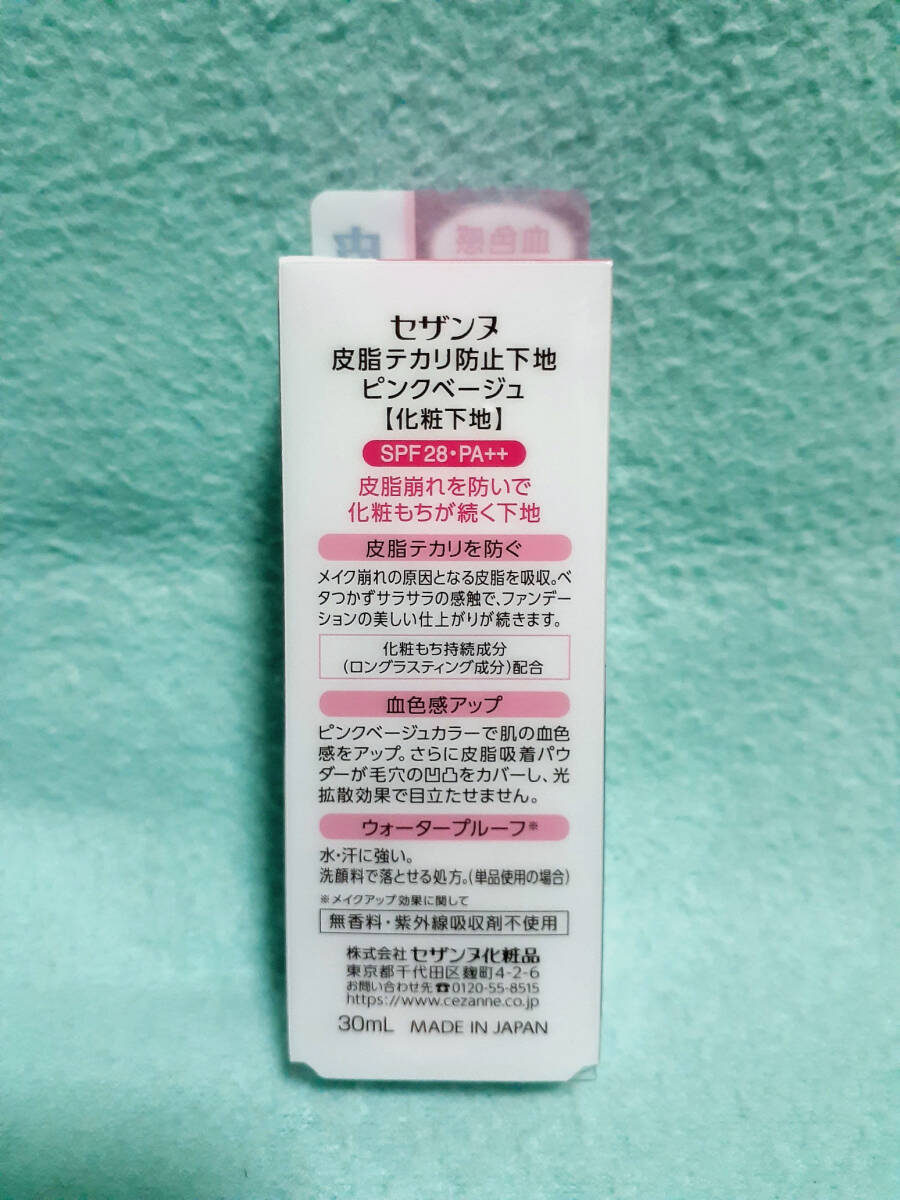 血色感
皮
セザンヌ
皮脂テカリ防止下地
ピンクベージュ
【化粧下地】
SPF28・PA++
皮脂崩れを防いで
化粧もちが続く下地
皮脂テカリを防ぐ
メイク崩れの原因となる皮脂を吸収。ベ
タつかずサラサラの感触で、ファンデー
ションの美しい仕上がりが続きます。
化粧もち持続成分
(ロングラスティング成分)配合
血色感アップ
ピンクベージュカラーで肌の血色
感をアップ。さらに皮脂吸着パウ
ダーが毛穴の凹凸をカバーし、光
拡散効果で目立たせません。
ウォータープルーフ※
水・汗に強い。
洗顔料で落とせる処方。(単品使用の場合)
※メイクアップ効果に関して
無香料・紫外線吸収剤不使用
株式会社 セザンヌ化粧品
東京都千代田区麹町4-2-6
お問い合わせ先☎0120-55-8515
https://www.cezanne.co.jp
30mL MADE IN JAPAN